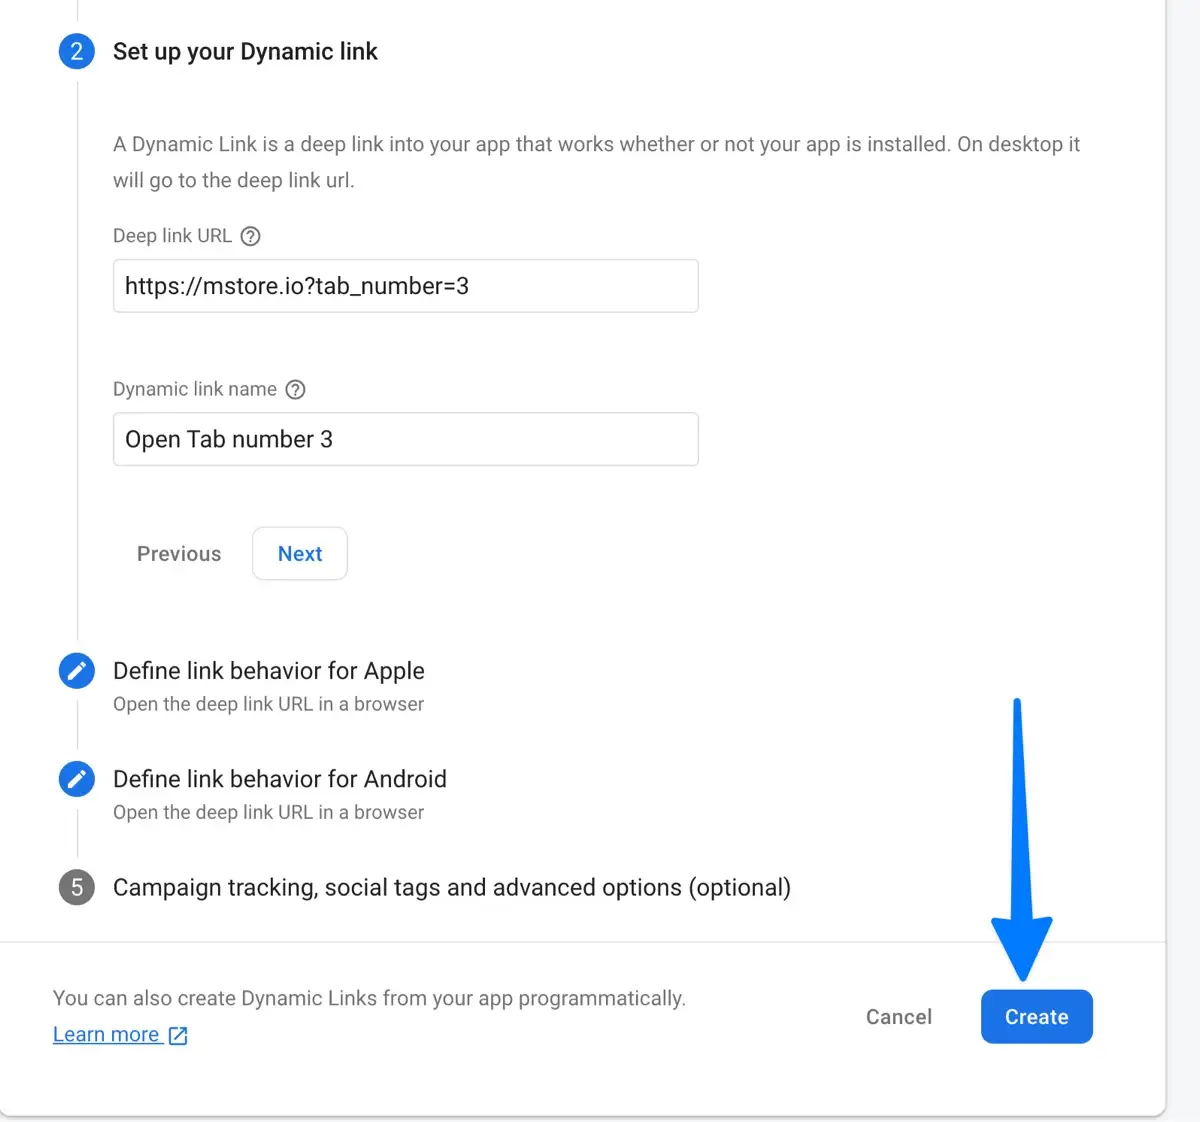 2 Set up your Dynamic link
A Dynamic Link is a deep link into your app that works whether or not your app is installed. On desktop it
will go to the deep link url.
Deep link URL ?
https://mstore.io?tab_number=3
Dynamic link name ?
Open Tab number 3
Previous Next
Define link behavior for Apple
Open the deep link URL in a browser
Define link behavior for Android
Open the deep link URL in a browser
5 Campaign tracking, social tags and advanced options (optional)
You can also create Dynamic Links from your app programmatically.
Learn more
Cancel Create